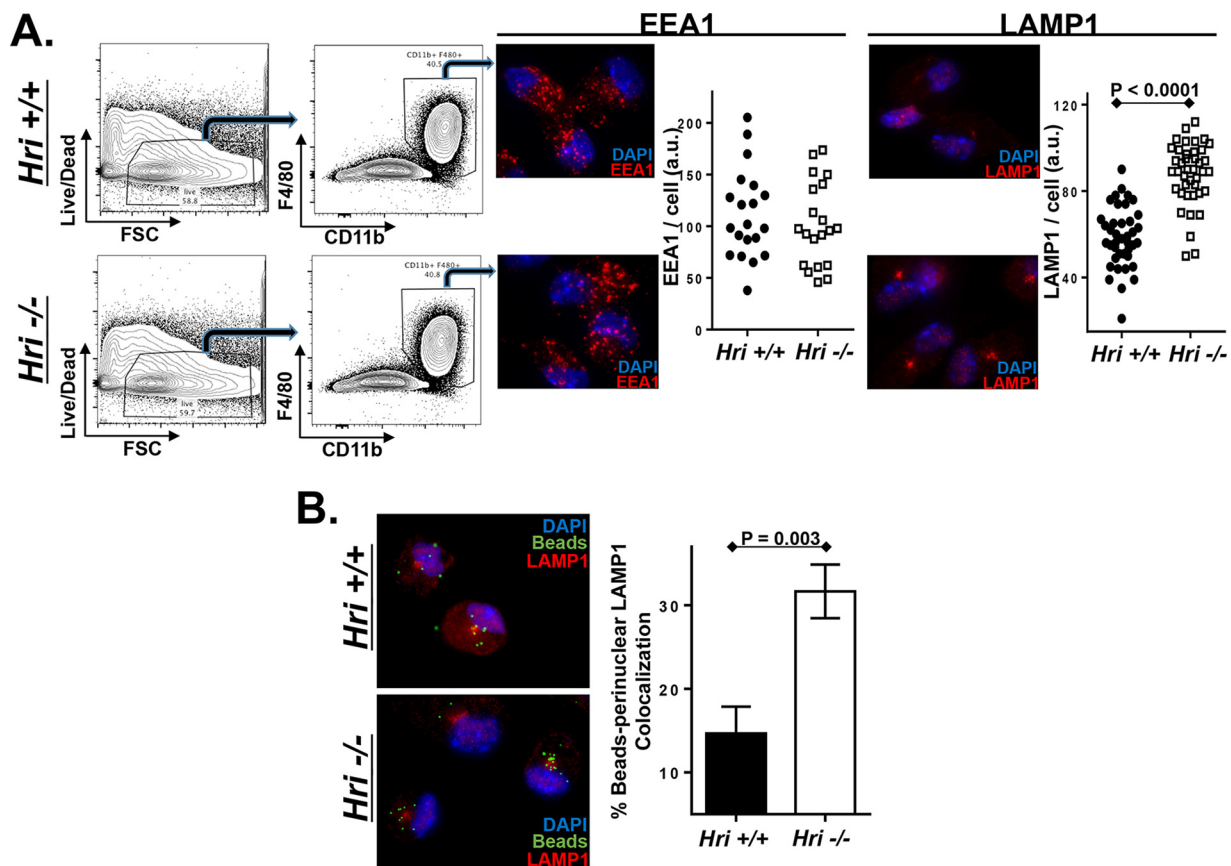 A.
EEA1
LAMP1
Hri +/+
Live/Dead
live
58.8
FSC
CD11b+ F480+
40.5
F4/80
CD11b
DAPI
EEA1
EEA1 / cell (a.u.)
200
150
100
50
0
Hri +/+
Hri -/-
DAPI
LAMP1
LAMP1 / cell (a.u.)
P < 0.0001
120
80
40
Hri +/+
Hri -/-
Hri -/-
Live/Dead
live
59.7
FSC
CD11b+ F480+
40.8
F4/80
CD11b
DAPI
EEA1
DAPI
LAMP1
B.
Hri +/+
DAPI
Beads
LAMP1
Hri -/-
DAPI
Beads
LAMP1
% Beads-perinuclear LAMP1
Colocalization
P = 0.003
30
20
10
Hri +/+
Hri -/-